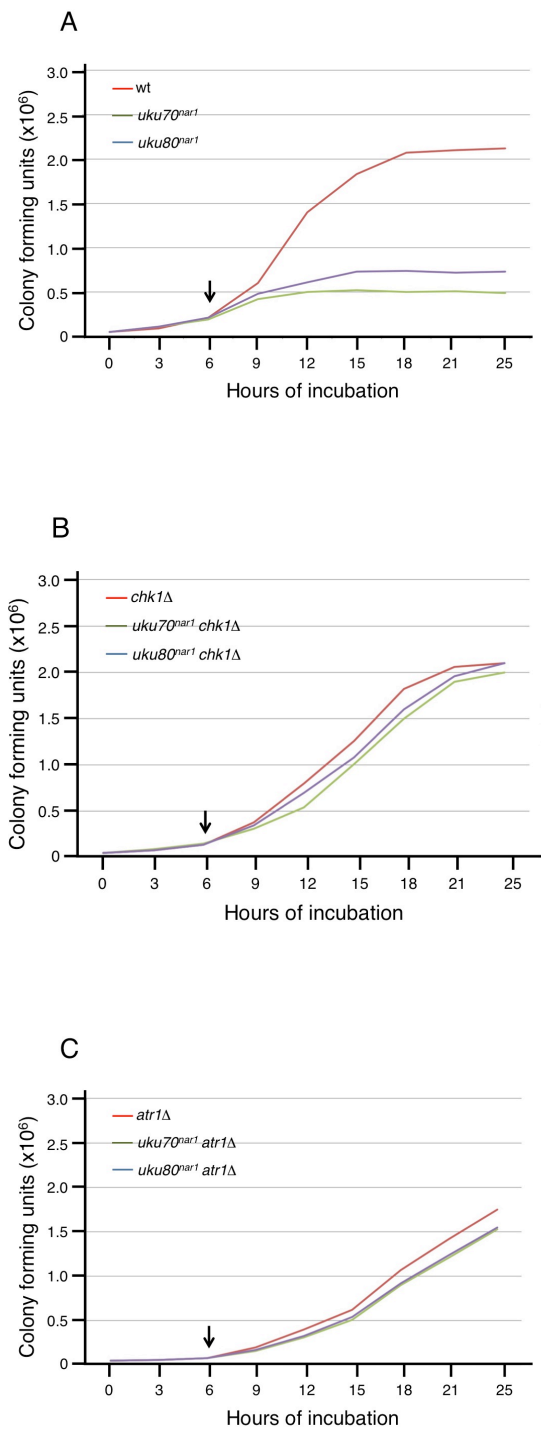 A
Colony forming units (x10⁶)
3.0
2.5
2.0
1.5
1.0
0.5
0
wt
uku70ⁿᵃʳ¹
uku80ⁿᵃʳ¹
0 3 6 9 12 15 18 21 25
Hours of incubation
B
Colony forming units (x10⁶)
3.0
2.5
2.0
1.5
1.0
0.5
0
chk1Δ
uku70ⁿᵃʳ¹ chk1Δ
uku80ⁿᵃʳ¹ chk1Δ
0 3 6 9 12 15 18 21 25
Hours of incubation
C
Colony forming units (x10⁶)
3.0
2.5
2.0
1.5
1.0
0.5
0
atr1Δ
uku70ⁿᵃʳ¹ atr1Δ
uku80ⁿᵃʳ¹ atr1Δ
0 3 6 9 12 15 18 21 25
Hours of incubation